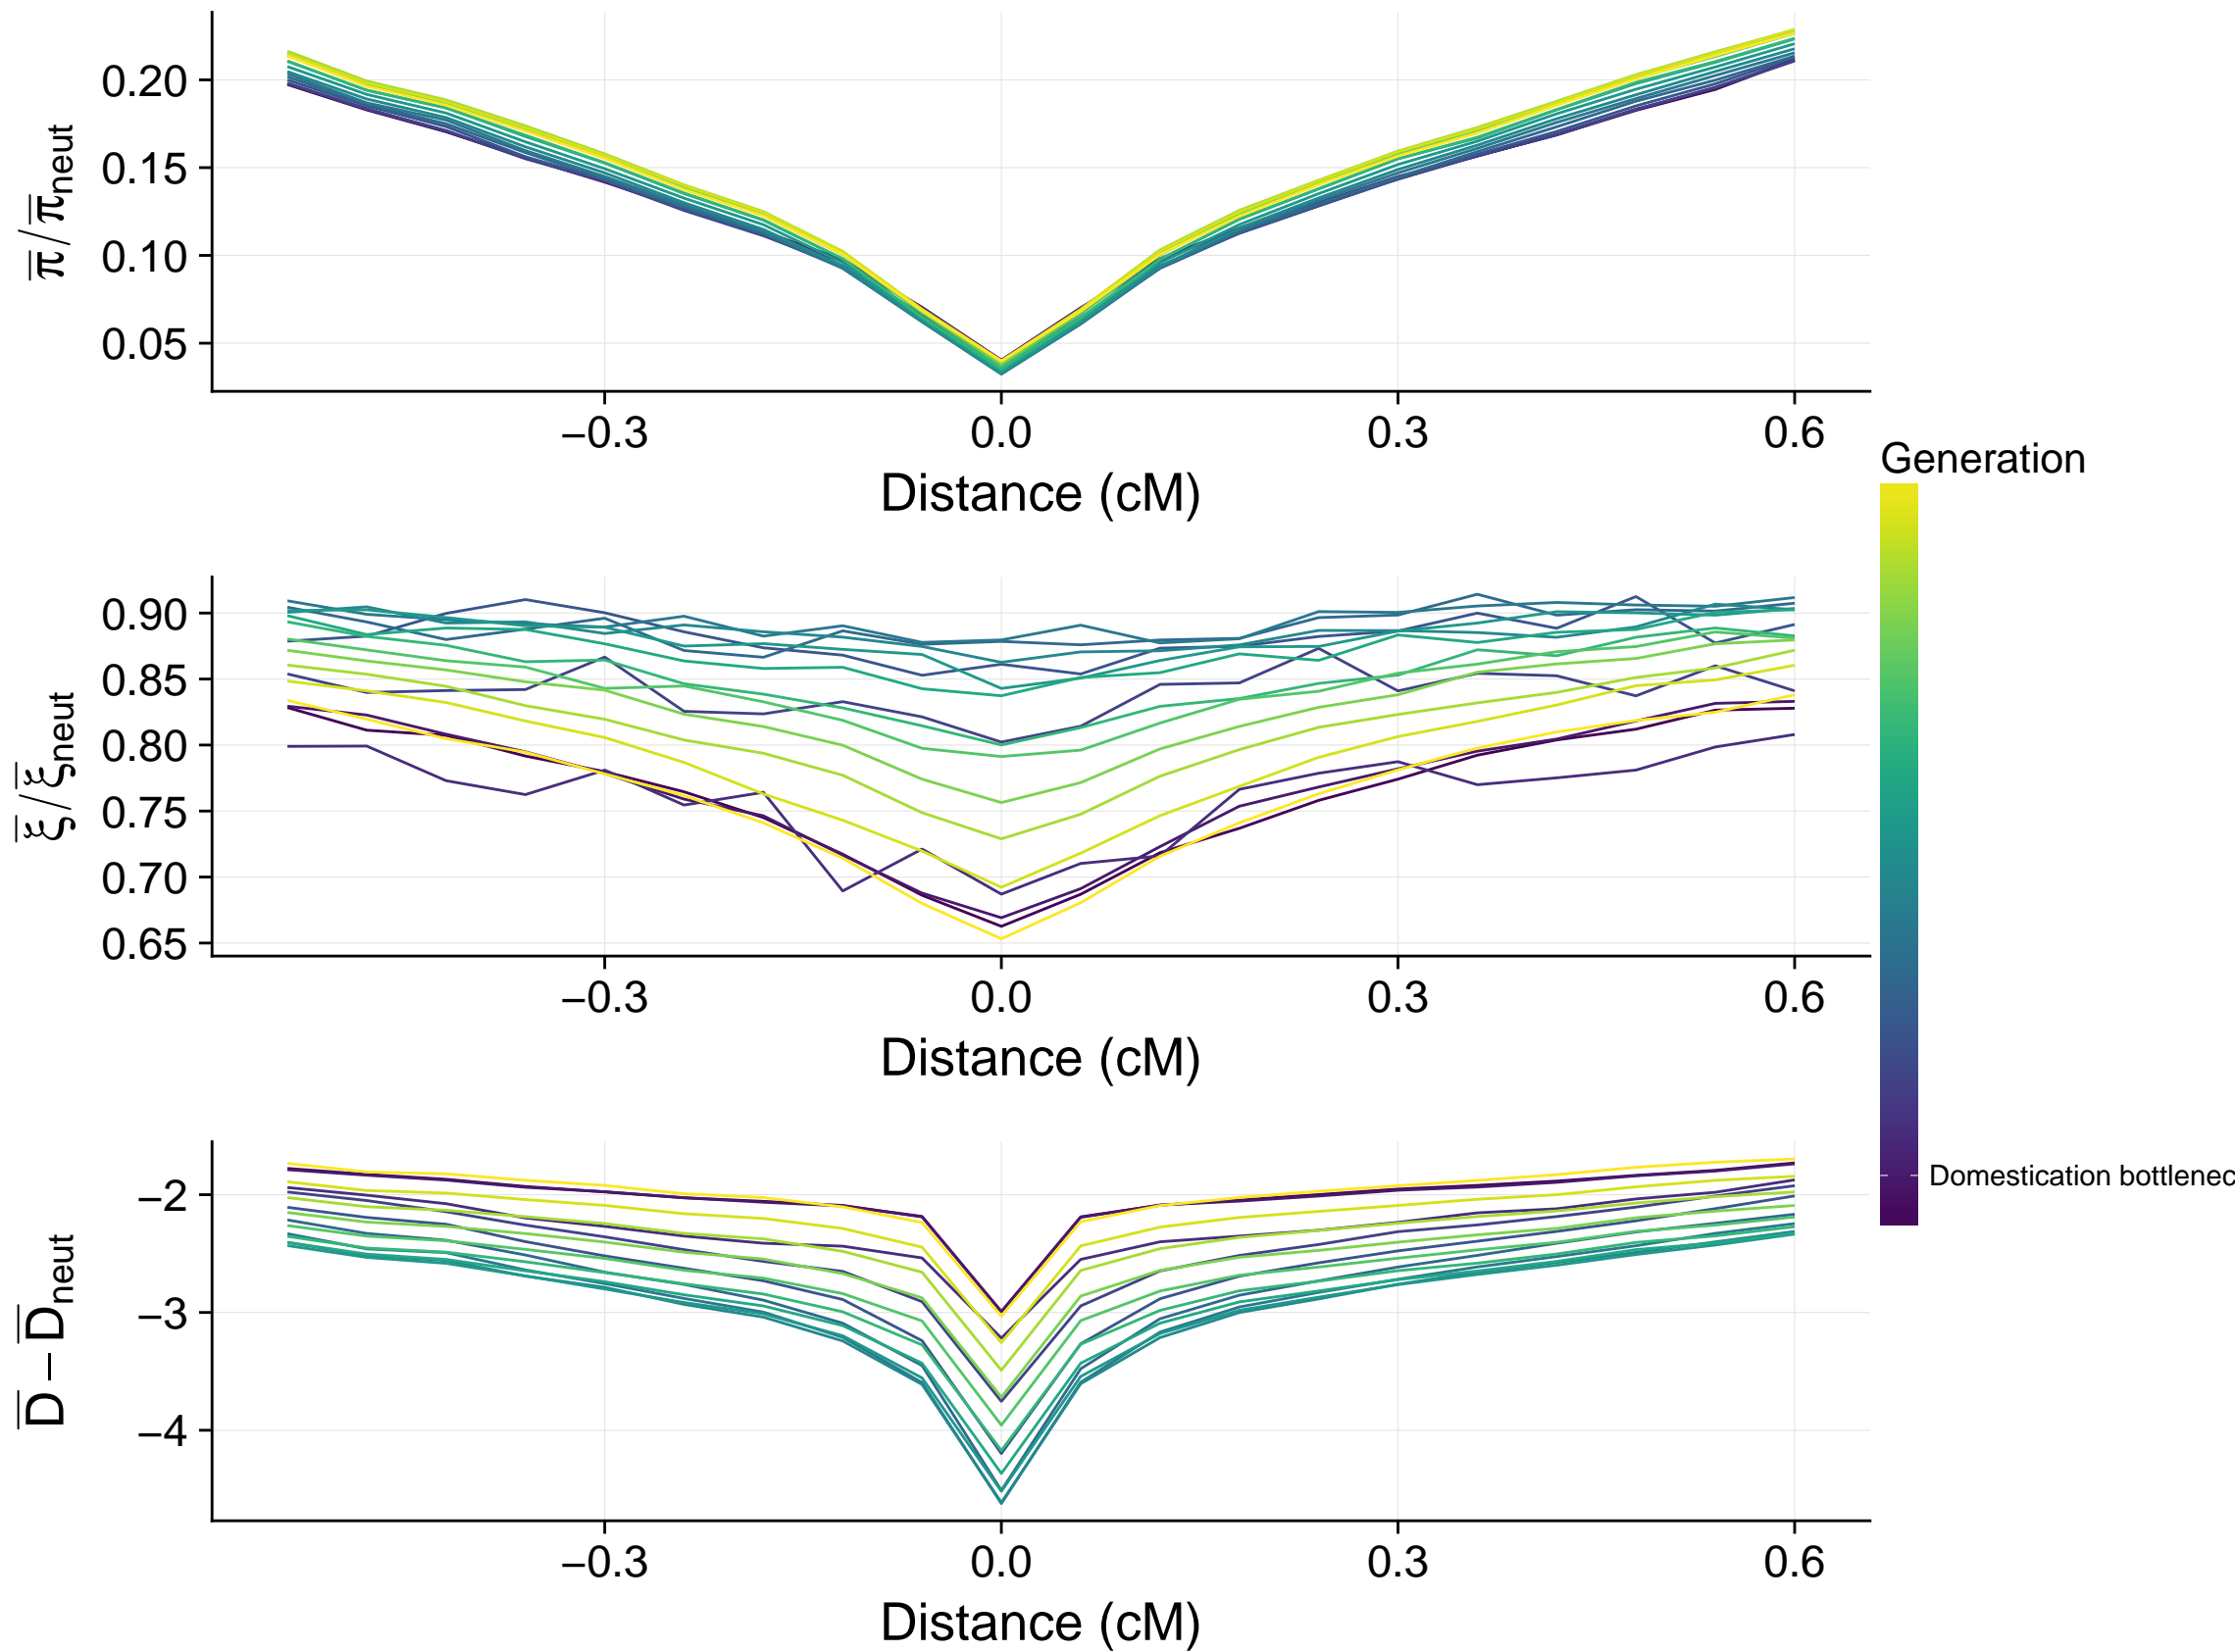 π̅/π̅neut
0.20
0.15
0.10
0.05
−0.3 0.0 0.3 0.6
Distance (cM)
ξ̅/ξ̅neut
0.90
0.85
0.80
0.75
0.70
0.65
−0.3 0.0 0.3 0.6
Distance (cM)
D̅−D̅neut
−2
−3
−4
−0.3 0.0 0.3 0.6
Distance (cM)
Generation
Domestication bottlenec